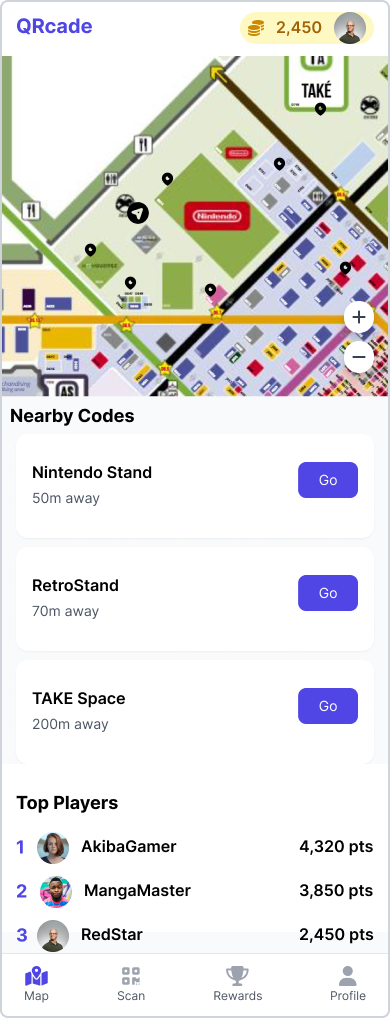 QRcade
2,450
TAKÉ
Nintendo
Nintendo
AS
Nearby Codes
Nintendo Stand
50m away
Go
RetroStand
70m away
Go
TAKE Space
200m away
Go
Top Players
1 AkibaGamer 4,320 pts
2 MangaMaster 3,850 pts
3 RedStar 2,450 pts
Map Scan Rewards Profile